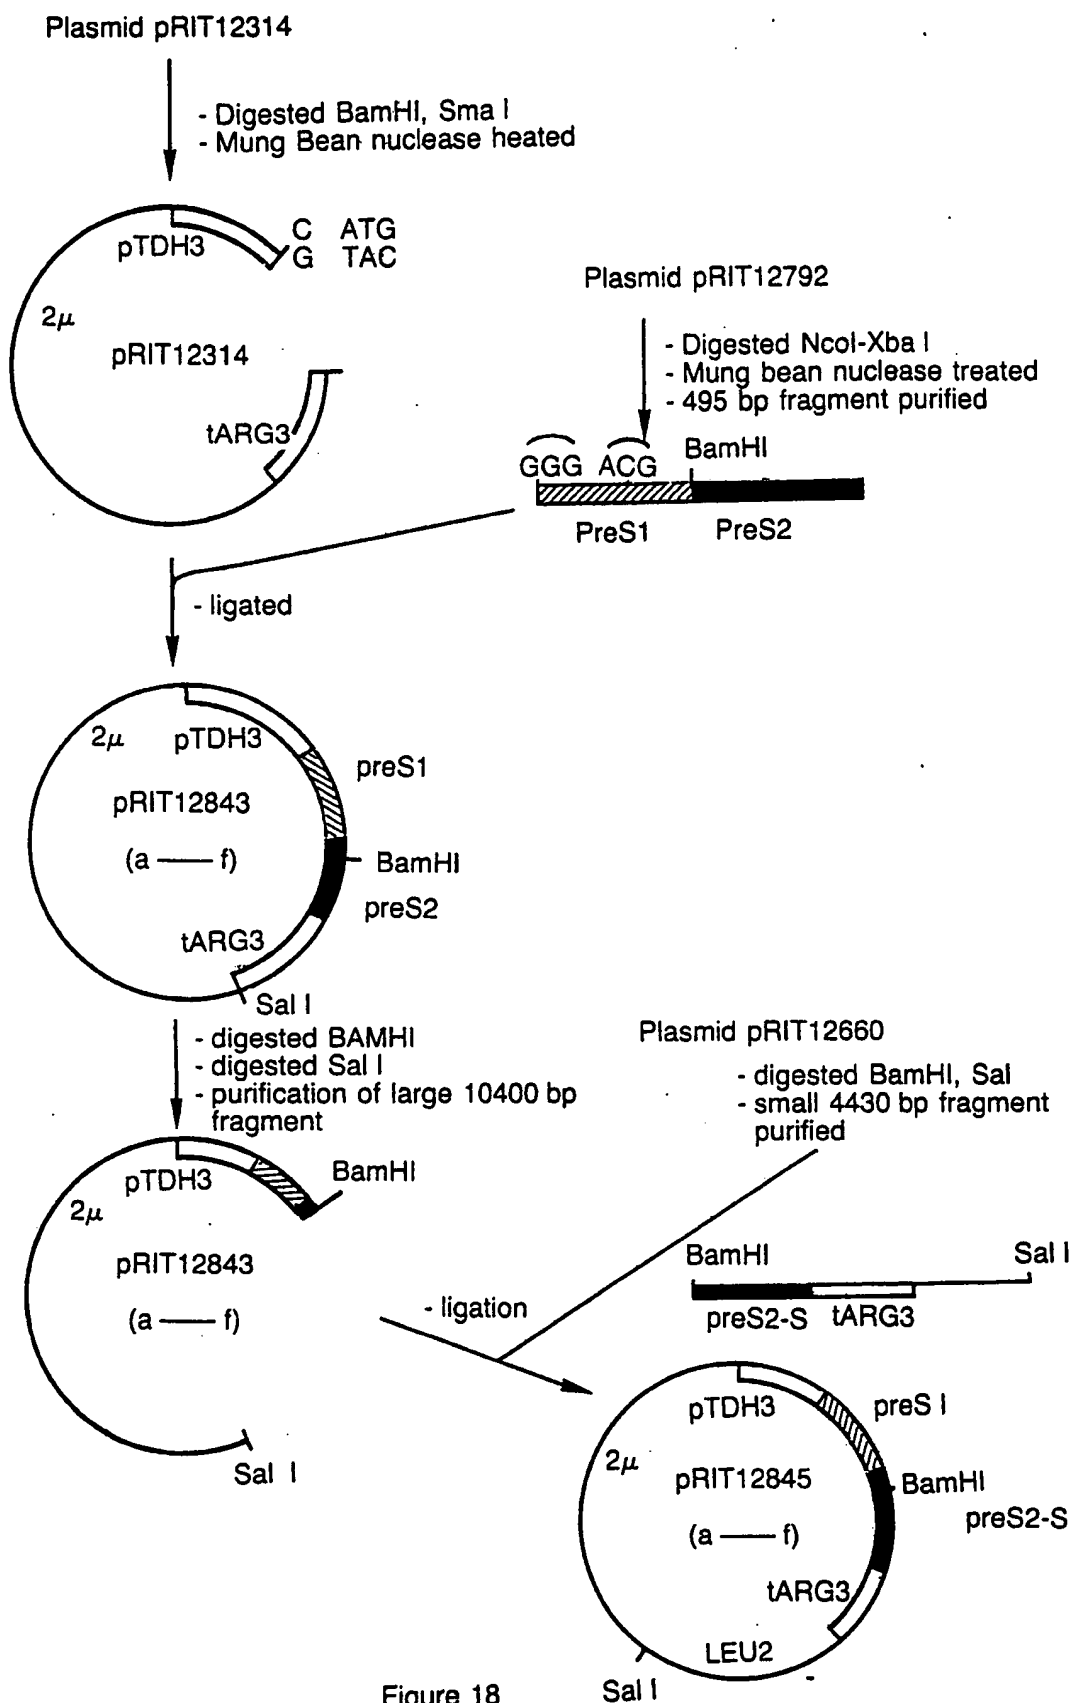 Plasmid pRIT12314
- Digested BamHI, Sma I
- Mung Bean nuclease heated
C ATG
G TAC
pTDH3
2μ
pRIT12314
tARG3
Plasmid pRIT12792
- Digested NcoI-Xba I
- Mung bean nuclease treated
- 495 bp fragment purified
GGG ACG
BamHI
PreS1
PreS2
- ligated
2μ
pTDH3
preS1
pRIT12843
(a — f)
BamHI
preS2
tARG3
Sal I
- digested BAMHI
- digested Sal I
- purification of large 10400 bp
fragment
Plasmid pRIT12660
- digested BamHI, Sal
- small 4430 bp fragment
purified
pTDH3
BamHI
2μ
pRIT12843
(a — f)
Sal I
- ligation
BamHI
Sal I
preS2-S
tARG3
pTDH3
preS I
2μ
pRIT12845
BamHI
preS2-S
(a — f)
tARG3
LEU2
Sal I
Figure 18